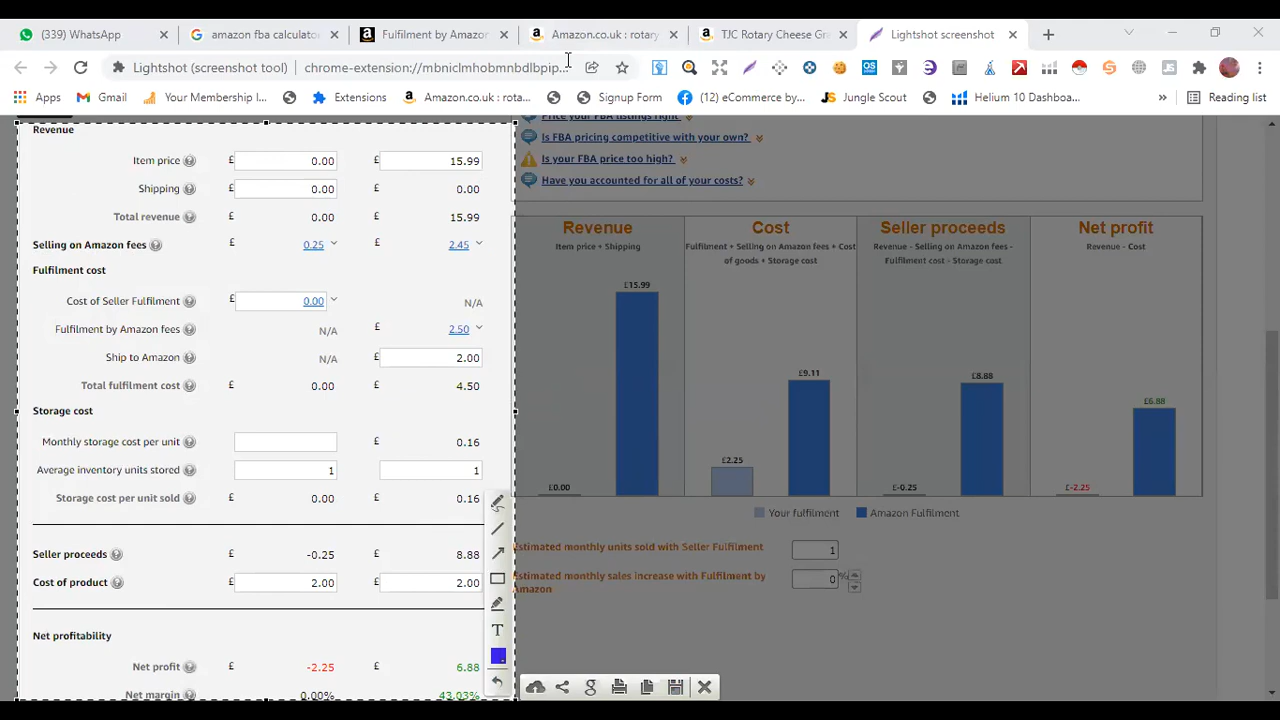 (339) WhatsApp
amazon fba calculato
Fulfilment by Amazon
Amazon.co.uk : rotary
TJC Rotary Cheese Gr
Lightshot screenshot
Lightshot (screenshot tool) | chrome-extension://mbniclmhobmnbdlbpip...
Apps
Gmail
Your Membership I...
Extensions
Amazon.co.uk : rota...
Signup Form
(12) eCommerce by...
Jungle Scout
Helium 10 Dashboa...
»
Reading list
Revenue
Item price £ 0.00 £ 15.99
Shipping £ 0.00 £ 0.00
Total revenue £ 0.00 £ 15.99
Selling on Amazon fees £ 0.25 £ 2.45
Fulfilment cost
Cost of Seller Fulfilment £ 0.00 N/A
Fulfilment by Amazon fees N/A £ 2.50
Ship to Amazon N/A £ 2.00
Total fulfilment cost £ 0.00 £ 4.50
Storage cost
Monthly storage cost per unit £ 0.16
Average inventory units stored 1 1
Storage cost per unit sold £ 0.00 £ 0.16
Seller proceeds £ -0.25 £ 8.88
Cost of product £ 2.00 £ 2.00
Net profitability
Net profit £ -2.25 £ 6.88
Net margin 0.00% 43.03%
Price your FBA listings right
Is FBA pricing competitive with your own?
Is your FBA price too high?
Have you accounted for all of your costs?
Revenue
Item price + Shipping
£15.99
£0.00
Cost
Fulfilment + Selling on Amazon fees + Cost
of goods + Storage cost
£9.11
£2.25
Seller proceeds
Revenue - Selling on Amazon fees -
Fulfilment cost - Storage cost
£8.88
£-0.25
Net profit
Revenue - Cost
£6.88
£-2.25
Your fulfilment
Amazon Fulfilment
Estimated monthly units sold with Seller Fulfilment 1
Estimated monthly sales increase with Fulfilment by
Amazon 0 %